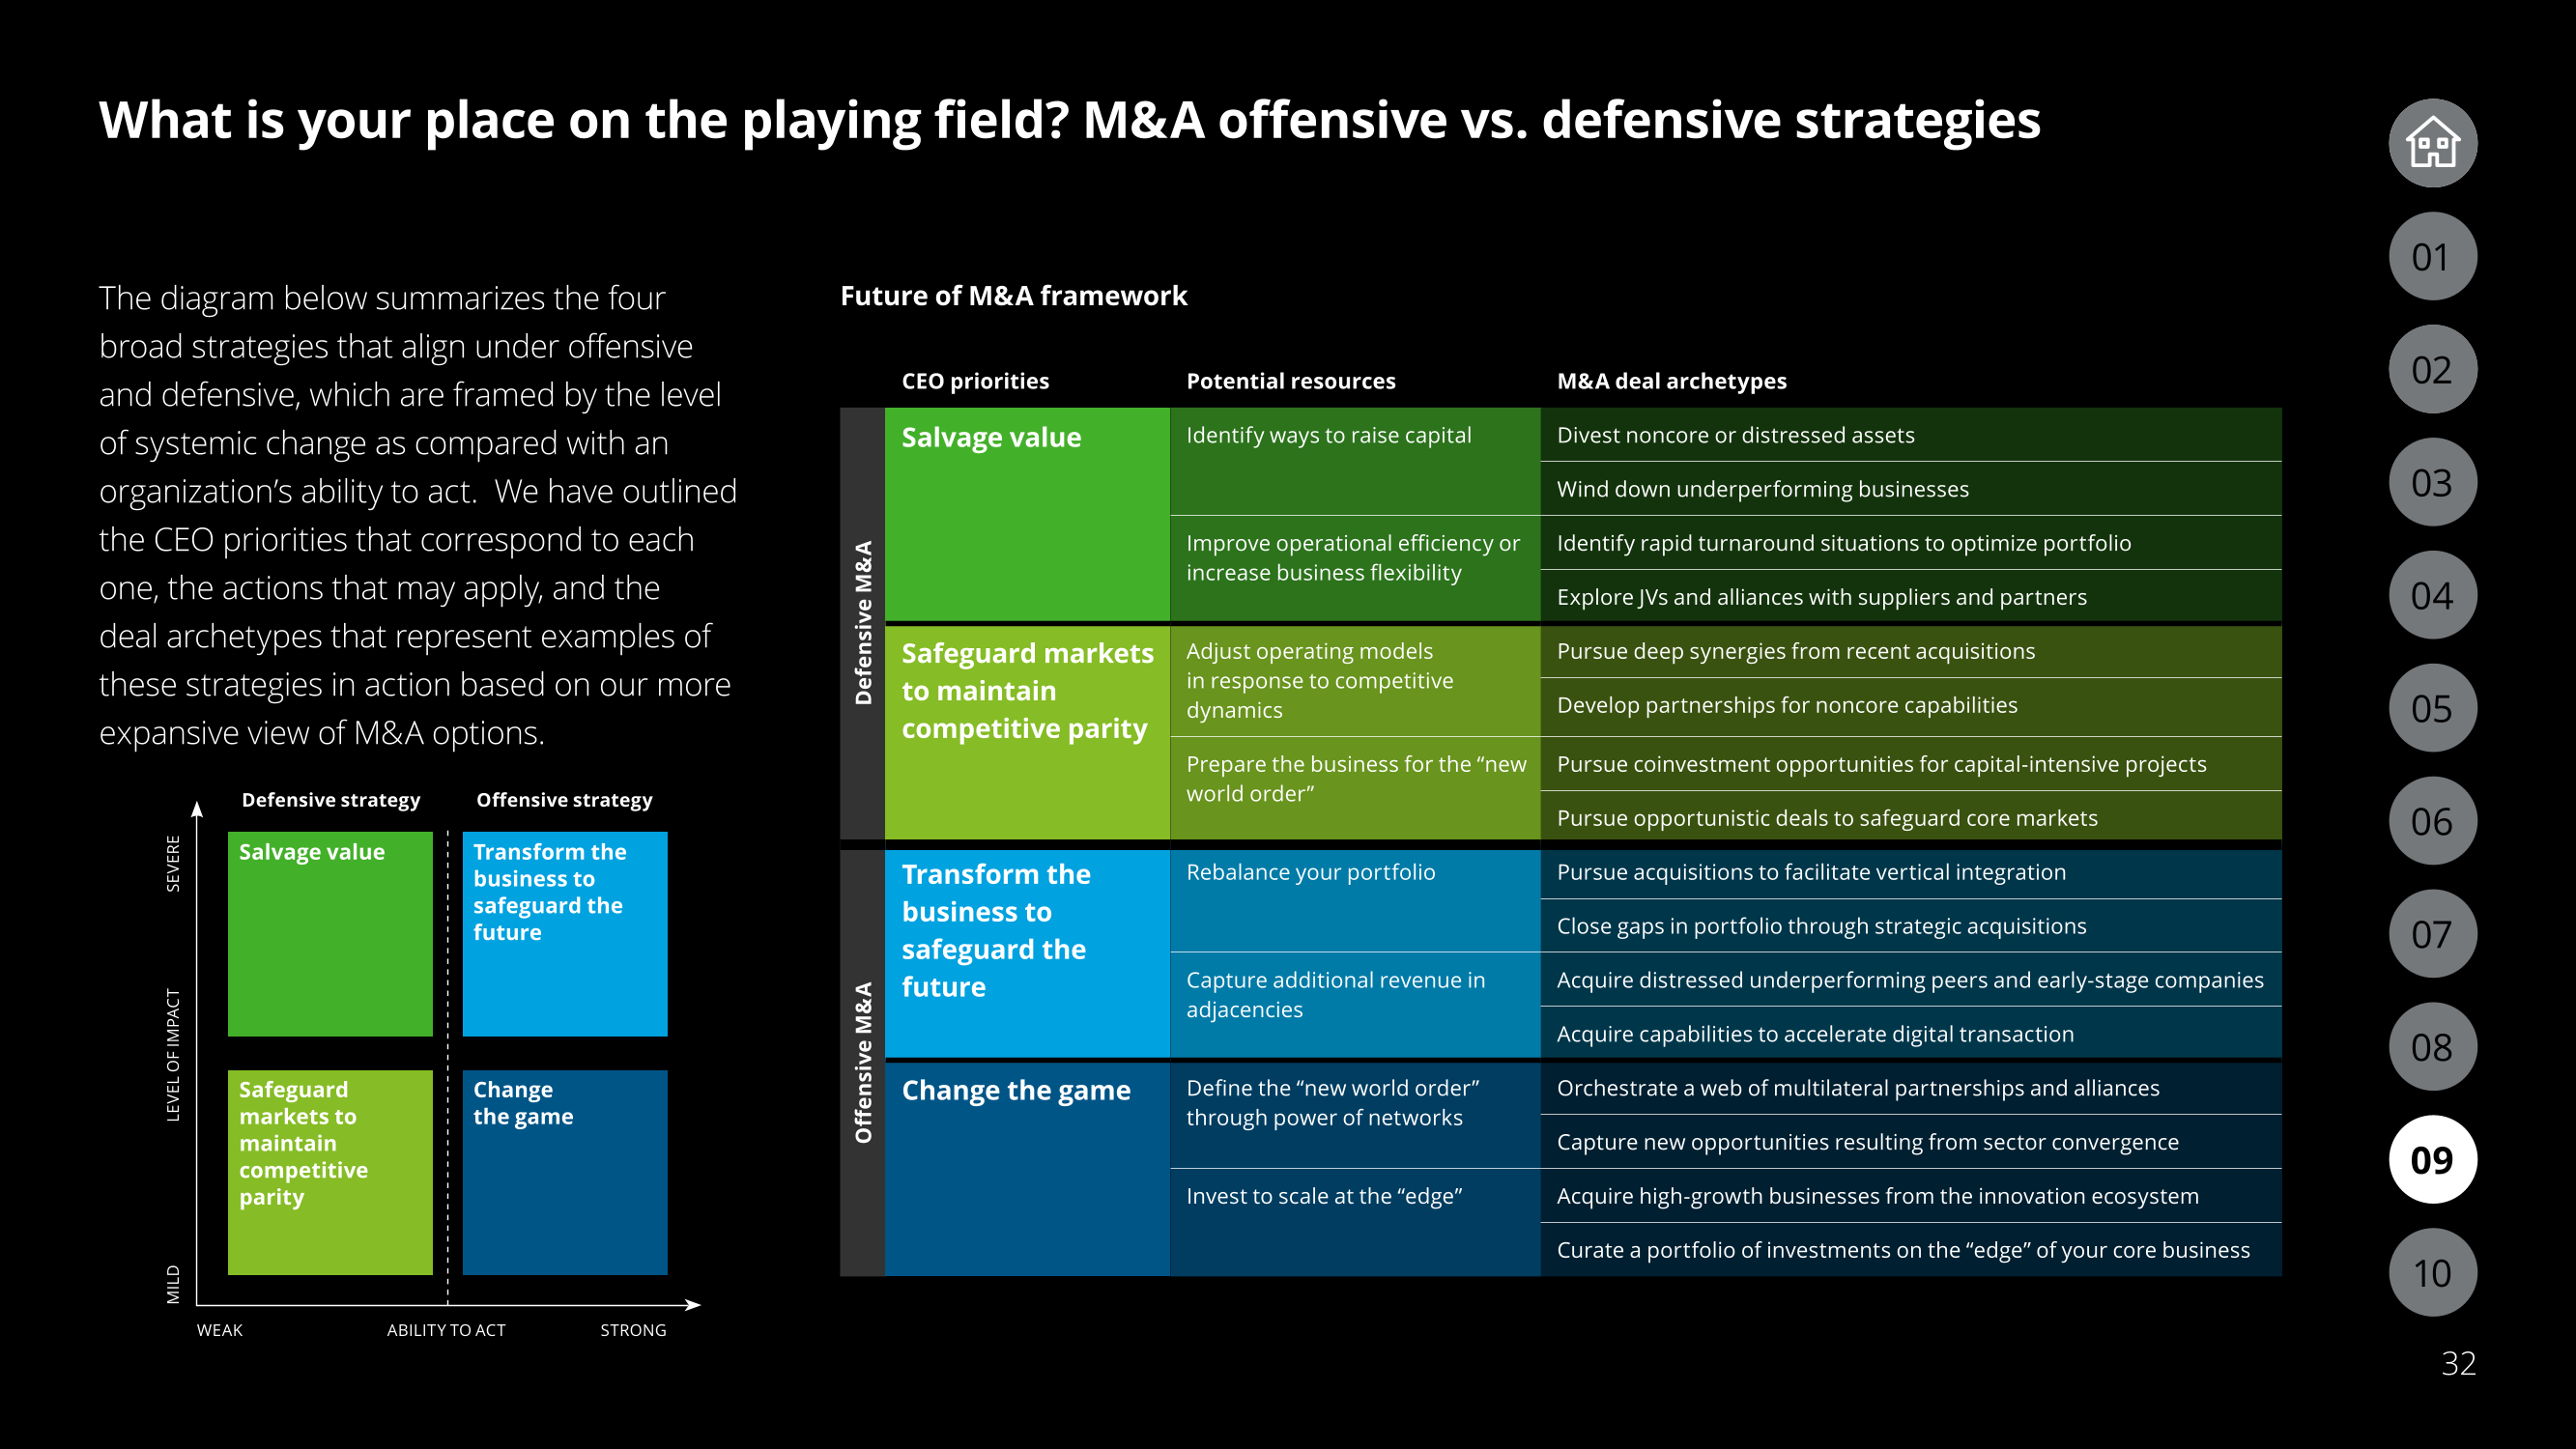 What is your place on the playing field? M&A offensive vs. defensive strategies
The diagram below summarizes the four
broad strategies that align under offensive
and defensive, which are framed by the level
of systemic change as compared with an
organization’s ability to act.  We have outlined
the CEO priorities that correspond to each
one, the actions that may apply, and the
deal archetypes that represent examples of
these strategies in action based on our more
expansive view of M&A options.
Defensive strategy
Offensive strategy
SEVERE
LEVEL OF IMPACT
MILD
Salvage value
Transform the
business to
safeguard the
future
Safeguard
markets to
maintain
competitive
parity
Change
the game
WEAK
ABILITY TO ACT
STRONG
Future of M&A framework
CEO priorities
Potential resources
M&A deal archetypes
Defensive M&A
Salvage value
Identify ways to raise capital
Divest noncore or distressed assets
Wind down underperforming businesses
Improve operational efficiency or
increase business flexibility
Identify rapid turnaround situations to optimize portfolio
Explore JVs and alliances with suppliers and partners
Safeguard markets
to maintain
competitive parity
Adjust operating models
in response to competitive
dynamics
Pursue deep synergies from recent acquisitions
Develop partnerships for noncore capabilities
Prepare the business for the “new
world order”
Pursue coinvestment opportunities for capital-intensive projects
Pursue opportunistic deals to safeguard core markets
Offensive M&A
Transform the
business to
safeguard the
future
Rebalance your portfolio
Pursue acquisitions to facilitate vertical integration
Close gaps in portfolio through strategic acquisitions
Capture additional revenue in
adjacencies
Acquire distressed underperforming peers and early-stage companies
Acquire capabilities to accelerate digital transaction
Change the game
Define the “new world order”
through power of networks
Orchestrate a web of multilateral partnerships and alliances
Capture new opportunities resulting from sector convergence
Invest to scale at the “edge”
Acquire high-growth businesses from the innovation ecosystem
Curate a portfolio of investments on the “edge” of your core business
01
02
03
04
05
06
07
08
09
10
32